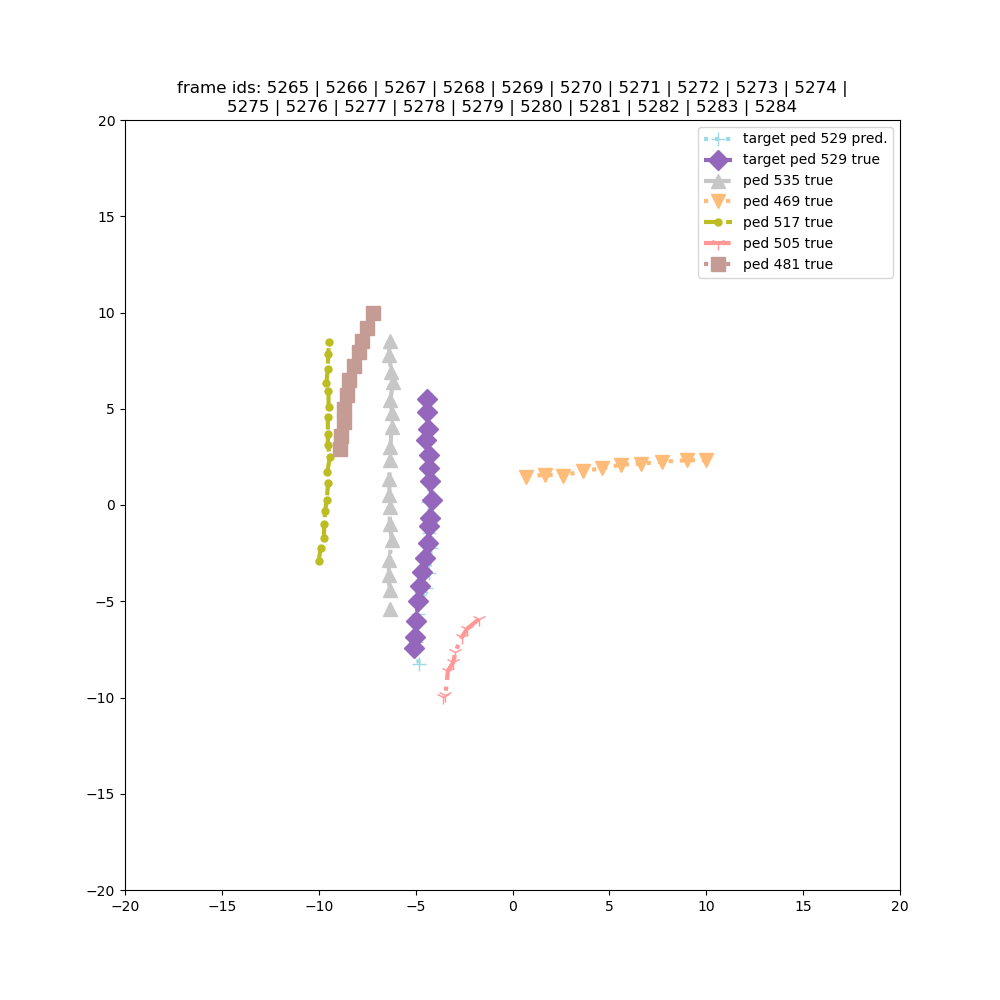 frame ids: 5265 | 5266 | 5267 | 5268 | 5269 | 5270 | 5271 | 5272 | 5273 | 5274 |
5275 | 5276 | 5277 | 5278 | 5279 | 5280 | 5281 | 5282 | 5283 | 5284
target ped 529 pred.
target ped 529 true
ped 535 true
ped 469 true
ped 517 true
ped 505 true
ped 481 true
20
15
10
5
0
−5
−10
−15
−20
−20 −15 −10 −5 0 5 10 15 20